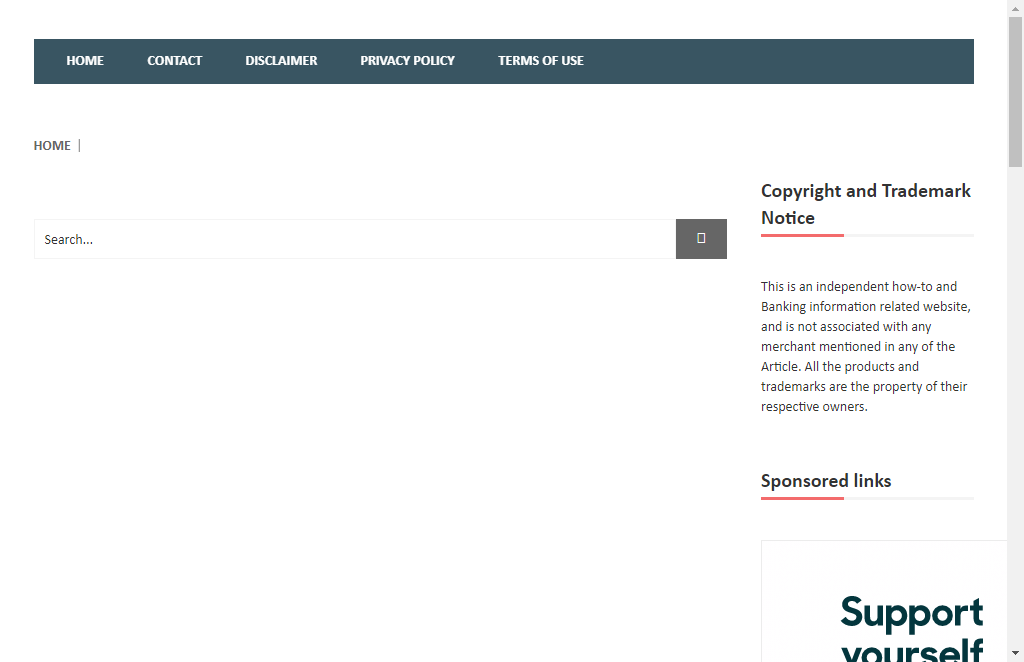 HOME CONTACT DISCLAIMER PRIVACY POLICY TERMS OF USE
HOME |
Search...
Copyright and Trademark
Notice
This is an independent how-to and
Banking information related website,
and is not associated with any
merchant mentioned in any of the
Article. All the products and
trademarks are the property of their
respective owners.
Sponsored links
Support
yourself